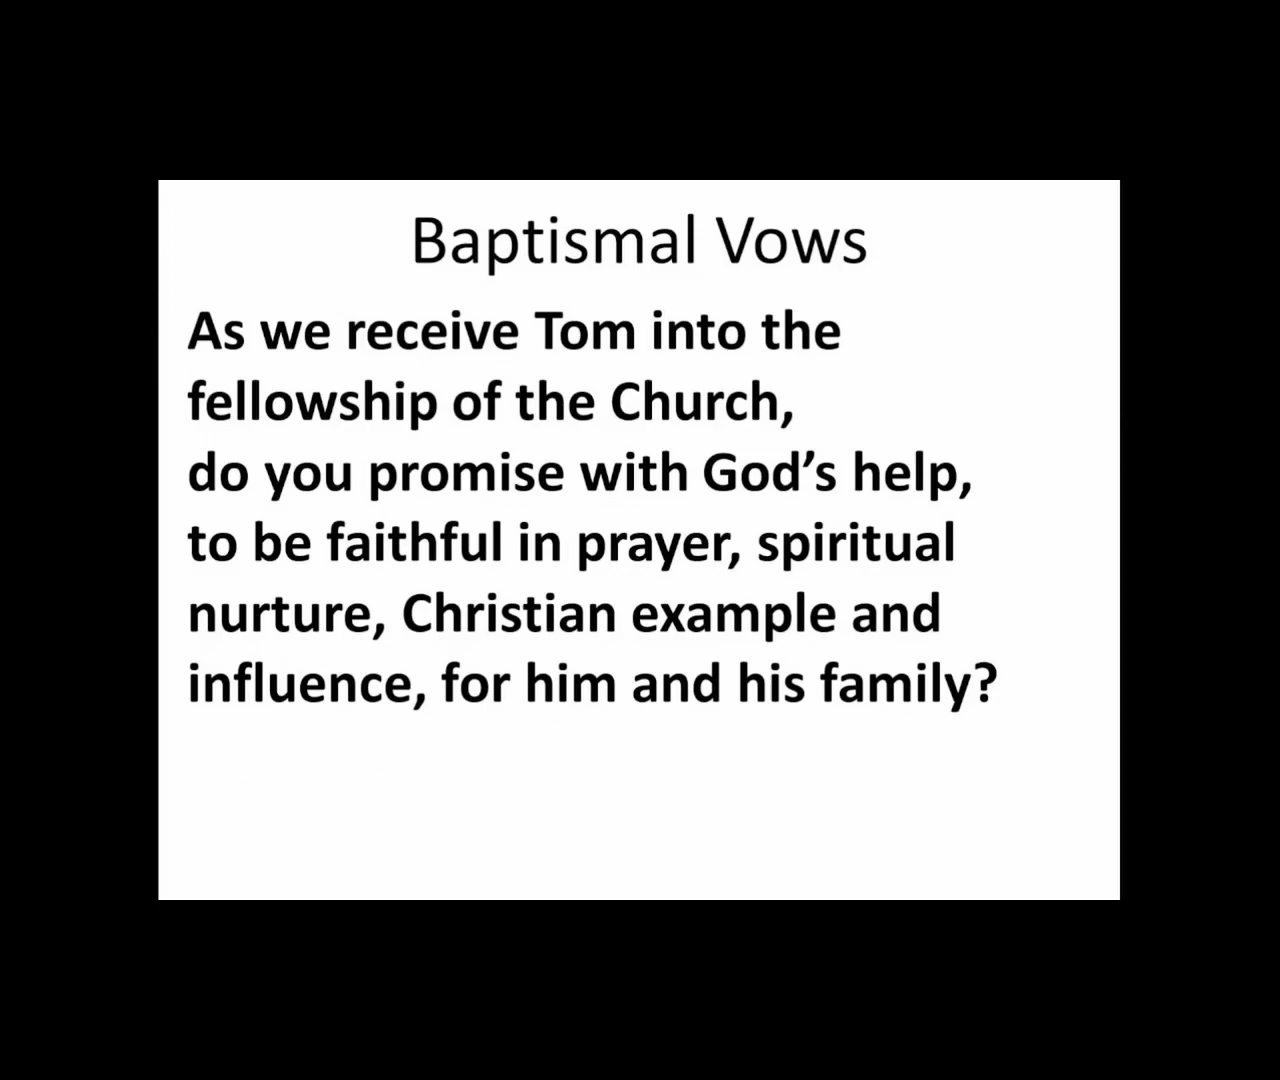 Baptismal Vows
As we receive Tom into the
fellowship of the Church,
do you promise with God’s help,
to be faithful in prayer, spiritual
nurture, Christian example and
influence, for him and his family?